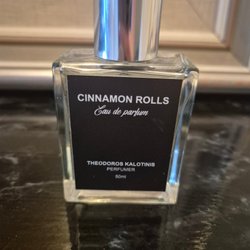 CINNAMON ROLLS
Eau de parfum
THEODOROS KALOTINIS
PERFUMER
50ml